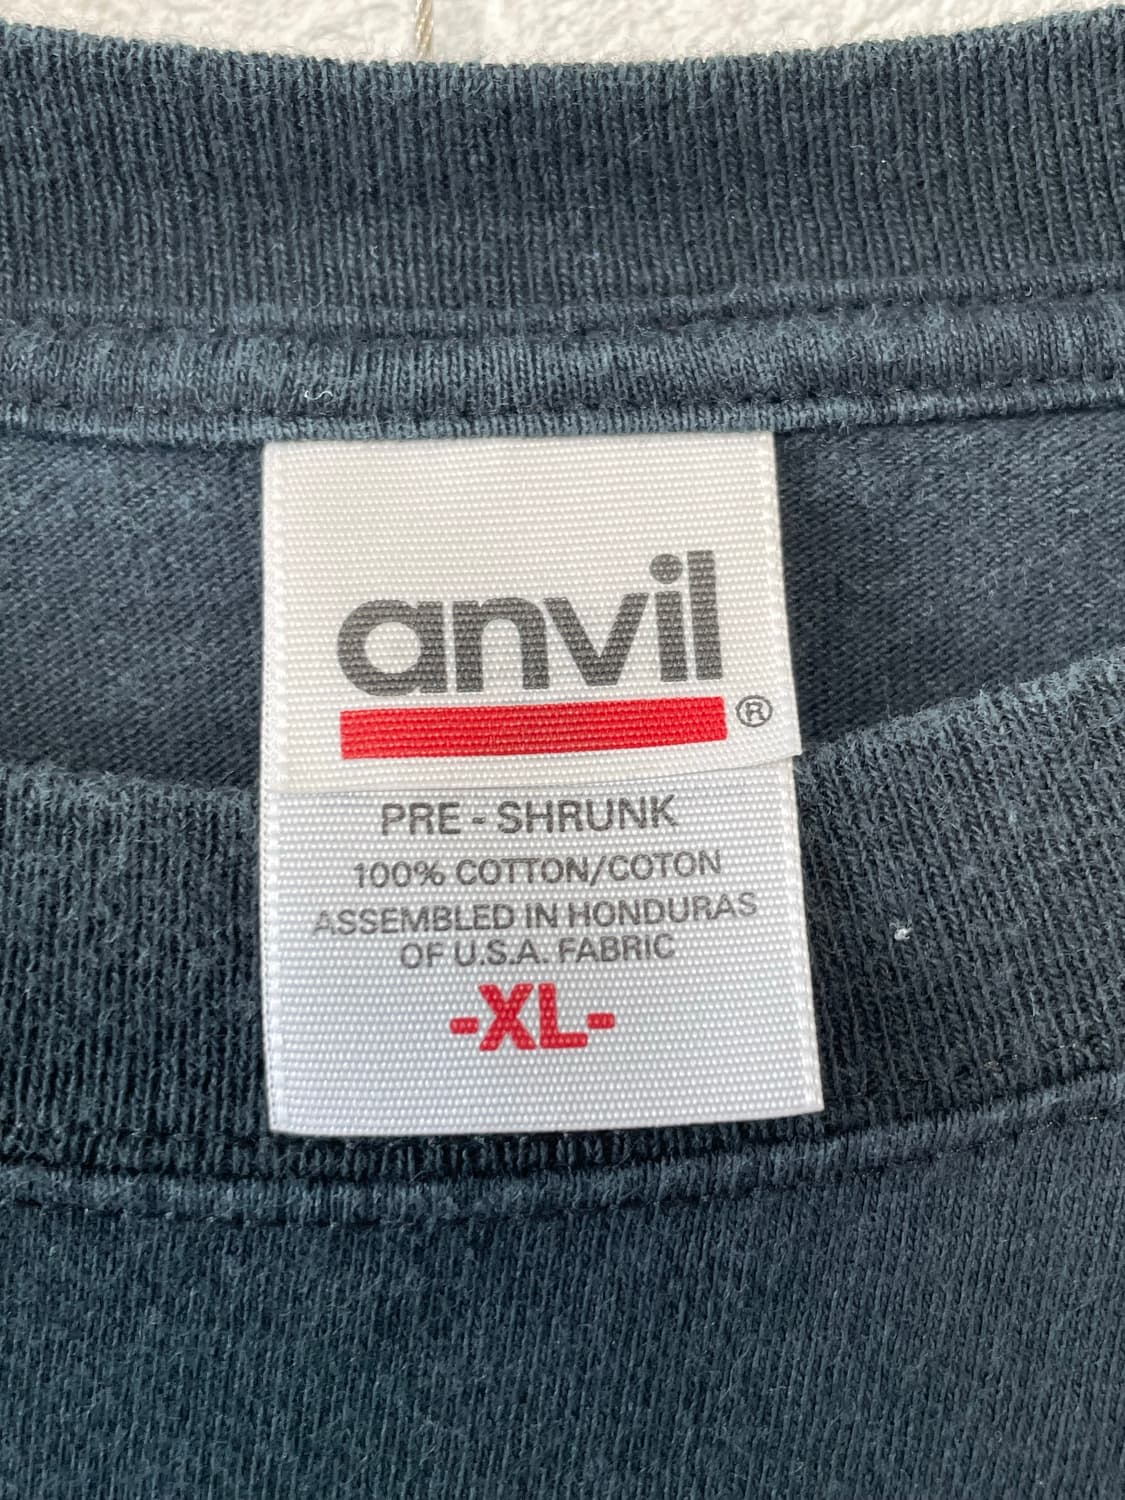 anvil
®
PRE - SHRUNK
100% COTTON/COTON
ASSEMBLED IN HONDURAS
OF U.S.A. FABRIC
-XL-